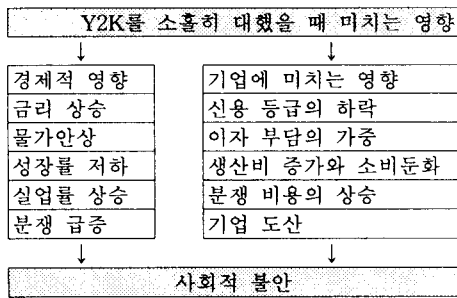 Y2K를 소홀히 대했을 때 미치는 영향
↓ ↓
경제적 영향
금리 상승
물가안상
성장률 저하
실업률 상승
분쟁 급증
기업에 미치는 영향
신용 등급의 하락
이자 부담의 가중
생산비 증가와 소비둔화
분쟁 비용의 상승
기업 도산
↓ ↓
사회적 불안